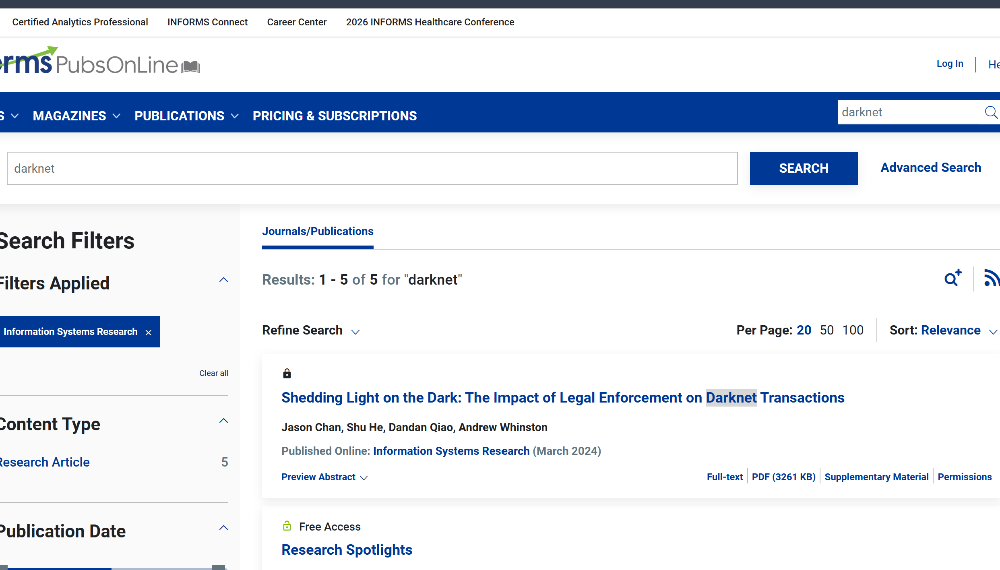 Certified Analytics Professional INFORMS Connect Career Center 2026 INFORMS Healthcare Conference
erms PubsOnLine
Log In He
S MAGAZINES PUBLICATIONS PRICING & SUBSCRIPTIONS darknet
darknet SEARCH Advanced Search
Search Filters
Filters Applied
Information Systems Research ×
Clear all
Content Type
Research Article 5
Publication Date
Journals/Publications
Results: 1 - 5 of 5 for "darknet"
Refine Search Per Page: 20 50 100 Sort: Relevance
Shedding Light on the Dark: The Impact of Legal Enforcement on Darknet Transactions
Jason Chan, Shu He, Dandan Qiao, Andrew Whinston
Published Online: Information Systems Research (March 2024)
Preview Abstract Full-text PDF (3261 KB) Supplementary Material Permissions
Free Access
Research Spotlights